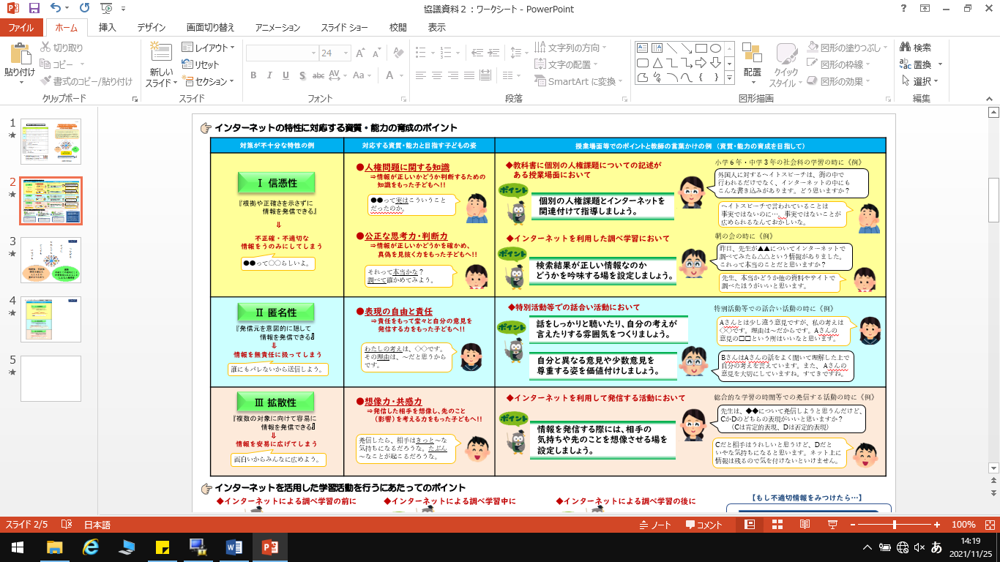 協議資料２：ワークシート - PowerPoint
ファイル
ホーム
挿入
デザイン
画面切り替え
アニメーション
スライド ショー
校閲
表示
貼り付け
切り取り
コピー
書式のコピー/貼り付け
クリップボード
新しい
スライド
レイアウト
リセット
セクション
スライド
24
フォント
文字列の方向
文字の配置
SmartArt に変換
段落
配置
クイック
スタイル
図形の塗りつぶし
図形の枠線
図形の効果
図形描画
検索
置換
選択
編集
1
2
3
4
5
インターネットの特性に対応する資質・能力の育成のポイント
対策が不十分な特性の例
対応する資質・能力と目指す子どもの姿
授業場面等でのポイントと教師の言葉かけの例 （資質・能力の育成を目指して）
Ⅰ 信憑性
『根拠や正確さを示さずに
情報を発信できる』
⇓
不正確・不適切な
情報をうのみにしてしまう
●●って○○らしいよ。
●人権問題に関する知識
⇒情報が正しいかどうか判断するための
知識をもった子どもへ!!
●●って実はこういうこと
だったのか。
●公正な思考力・判断力
⇒情報が正しいかどうかを確かめ、
真偽を見抜く力をもった子どもへ!!
それって本当かな？
調べて確かめてみよう。
◆教科書に個別の人権課題についての記述が
ある授業場面において
ポイント
個別の人権課題とインターネットを
関連付けて指導しましょう。
小学６年・中学３年の社会科の学習の時に《例》
外国人に対するヘイトスピーチは、街の中で
行われるだけでなく、インターネットの中にも
こんな書き込みがあります。どう思いますか？
ヘイトスピーチで言われていることは
事実ではないのに…。事実ではないことが
広められるなんておかしいな。
◆インターネットを利用した調べ学習において
ポイント
検索結果が正しい情報なのか
どうかを吟味する場を設定しましょう。
朝の会の時に《例》
昨日、先生が▲▲についてインターネットで
調べてみたら△△という情報がありました。
これって本当のことだと思いますか？
先生、本当かどうか他の資料やサイトで
調べたほうがいいと思います。
Ⅱ 匿名性
『発信元を意図的に隠して
情報を発信できる』
⇓
情報を無責任に扱ってしまう
誰にもバレないから送信しよう。
●表現の自由と責任
⇒責任をもって堂々と自分の意見を
発信する力をもった子どもへ!!
わたしの考えは、◇◇です。
その理由は、～だと思うから
です。
◆特別活動等での話合い活動において
ポイント
話をしっかりと聴いたり、自分の考えが
言えたりする雰囲気をつくりましょう。
自分と異なる意見や少数意見を
尊重する姿を価値付けしましょう。
特別活動等での話合い活動の時に《例》
Aさんとは少し違う意見ですが、私の考えは
◇◇です。理由は～だからです。Aさんの
意見の□□という所はいいなと思います。
BさんはAさんの話をよく聞いて理解した上で
自分の考えを言えています。また、Aさんの
意見を大切にしていますね。すてきですね。
Ⅲ 拡散性
『複数の対象に向けて容易に
情報を発信できる』
⇓
情報を安易に広げてしまう
面白いからみんなに広めよう。
●想像力・共感力
⇒発信した相手を想像し、先のこと
（影響）を考える力をもった子どもへ!!
発信したら、相手はきっと～な
気持ちになるだろうな。たぶん
～なことが起こるだろうな。
◆インターネットを利用して発信する活動において
ポイント
情報を発信する際には、相手の
気持ちや先のことを想像させる場を
設定しましょう。
総合的な学習の時間等での発信する活動の時に《例》
先生は、◆◆について発信しようと思うんだけど、
CかDのどちらの表現がいいと思いますか？
（Cは肯定的表現、Dは否定的表現）
Cだと相手はうれしいと思うけど、Dだと
いやな気持ちになると思います。ネット上に
情報は残るので気を付けないといけません。
インターネットを活用した学習活動を行うにあたってのポイント
◆インターネットによる調べ学習の前に
◆インターネットによる調べ学習中に
◆インターネットによる調べ学習の後に
【もし不適切情報をみつけたら…】
スライド 2/5
日本語
ノート
コメント
100%
あ
14:19
2021/11/25